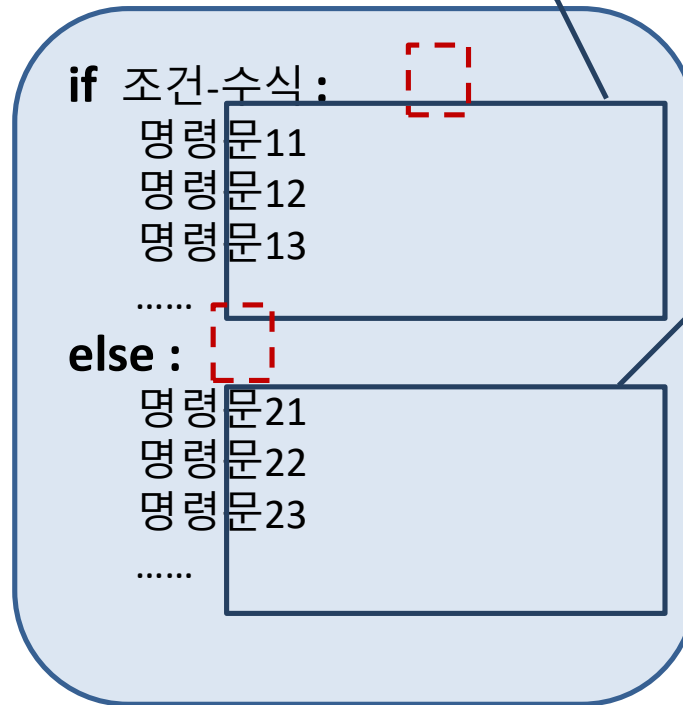 if 조건-수식 :
명령문11
명령문12
명령문13
......
else :
명령문21
명령문22
명령문23
......